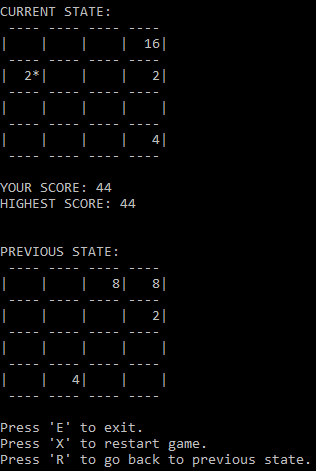 CURRENT STATE:
 ---- ---- ---- ----
|    |    |    |  16|
 ---- ---- ---- ----
|  2*|    |    |   2|
 ---- ---- ---- ----
|    |    |    |    |
 ---- ---- ---- ----
|    |    |    |   4|
 ---- ---- ---- ----
YOUR SCORE: 44
HIGHEST SCORE: 44
PREVIOUS STATE:
 ---- ---- ---- ----
|    |    |   8|   8|
 ---- ---- ---- ----
|    |    |    |   2|
 ---- ---- ---- ----
|    |    |    |    |
 ---- ---- ---- ----
|    |   4|    |    |
 ---- ---- ---- ----
Press 'E' to exit.
Press 'X' to restart game.
Press 'R' to go back to previous state.